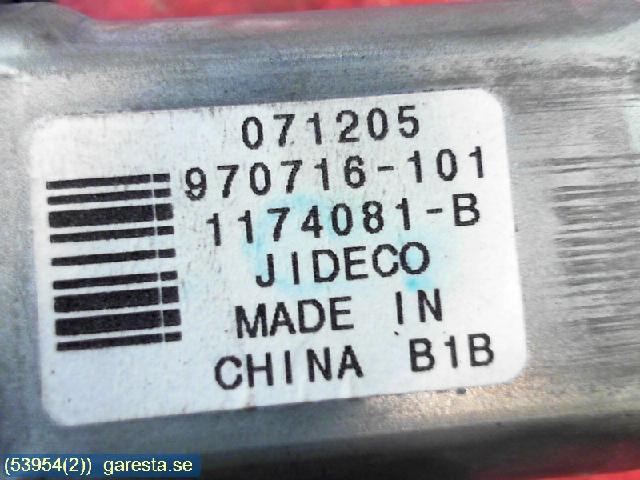 071205
970716-101
1174081-B
JIDECO
MADE IN
CHINA B1B
(53954(2)) garesta.se